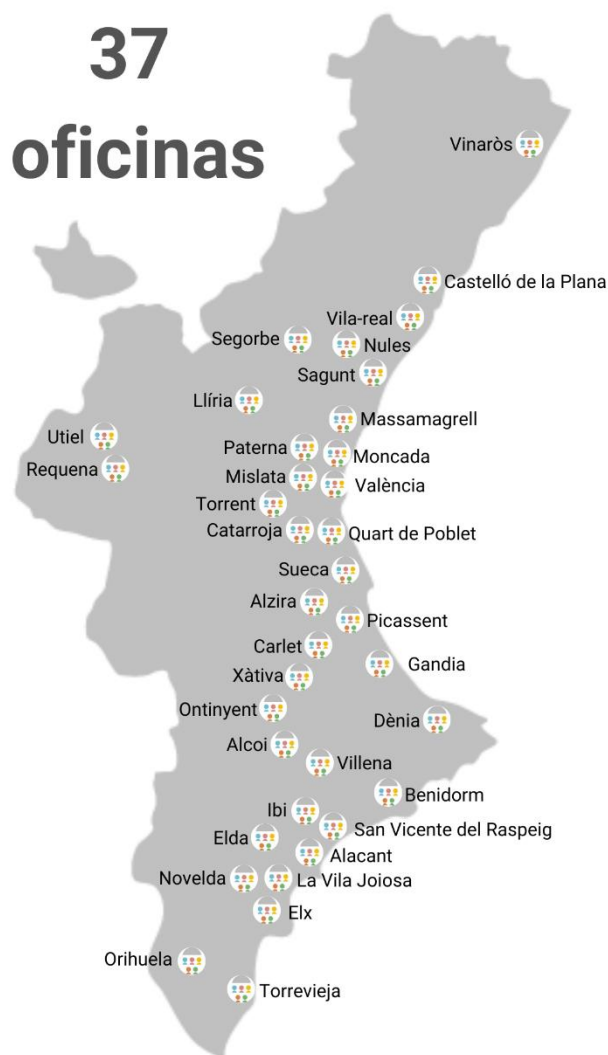 37
oficinas
Vinaròs
Castelló de la Plana
Vila-real
Segorbe
Nules
Sagunt
Llíria
Massamagrell
Utiel
Paterna
Moncada
Requena
Mislata
València
Torrent
Catarroja
Quart de Poblet
Sueca
Alzira
Picassent
Carlet
Gandia
Xàtiva
Ontinyent
Dènia
Alcoi
Villena
Benidorm
Ibi
San Vicente del Raspeig
Elda
Alacant
Novelda
La Vila Joiosa
Elx
Orihuela
Torrevieja